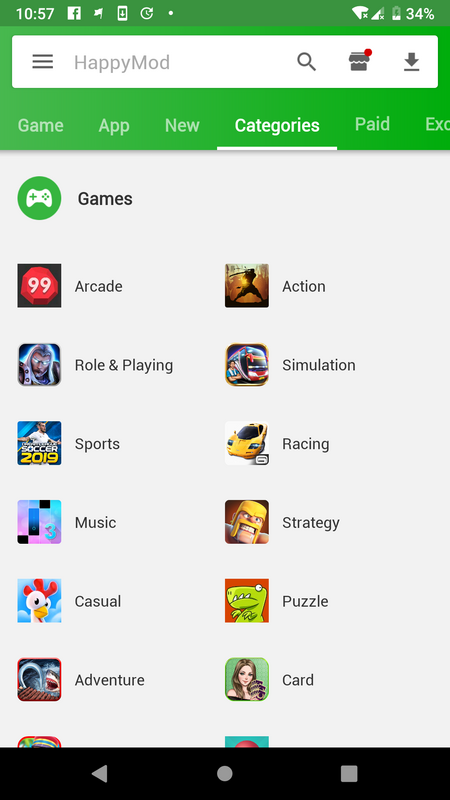 10:57 34%
HappyMod
Game App New Categories Paid Exc
Games
99 Arcade Action
Role & Playing Simulation
SOCCER
2019
Sports Racing
3 Music Strategy
Casual Puzzle
Adventure Card